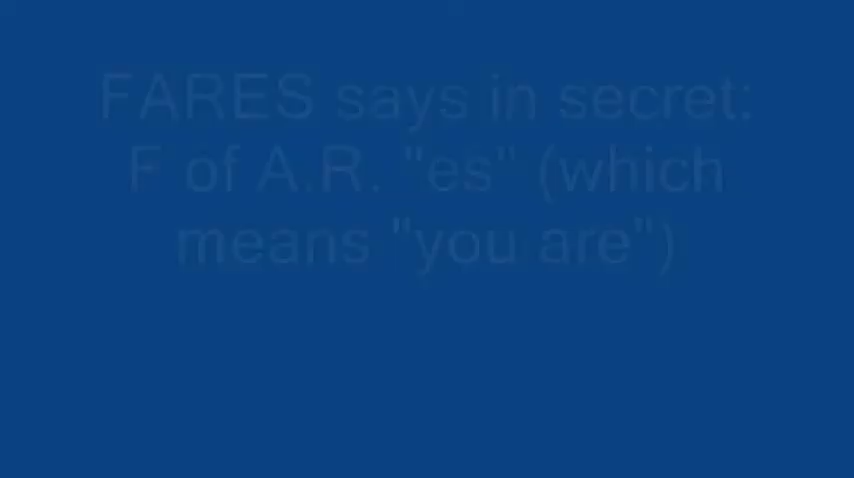 FARES says in secret:
F of A.R. "es" (which
means "you are")